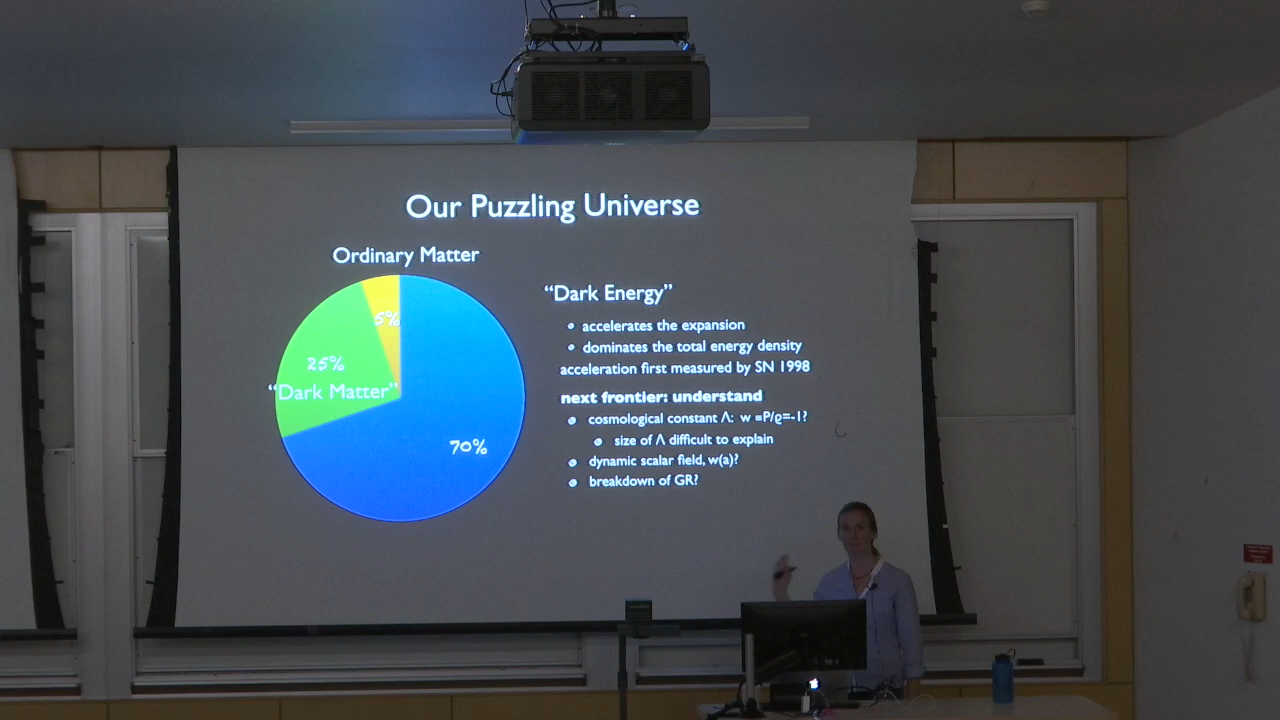 Our Puzzling Universe
Ordinary Matter
5%
25%
“Dark Matter”
70%
“Dark Energy”
• accelerates the expansion
• dominates the total energy density
acceleration first measured by SN 1998
next frontier: understand
• cosmological constant Λ: w =P/ϱ=-1?
• size of Λ difficult to explain
• dynamic scalar field, w(a)?
• breakdown of GR?